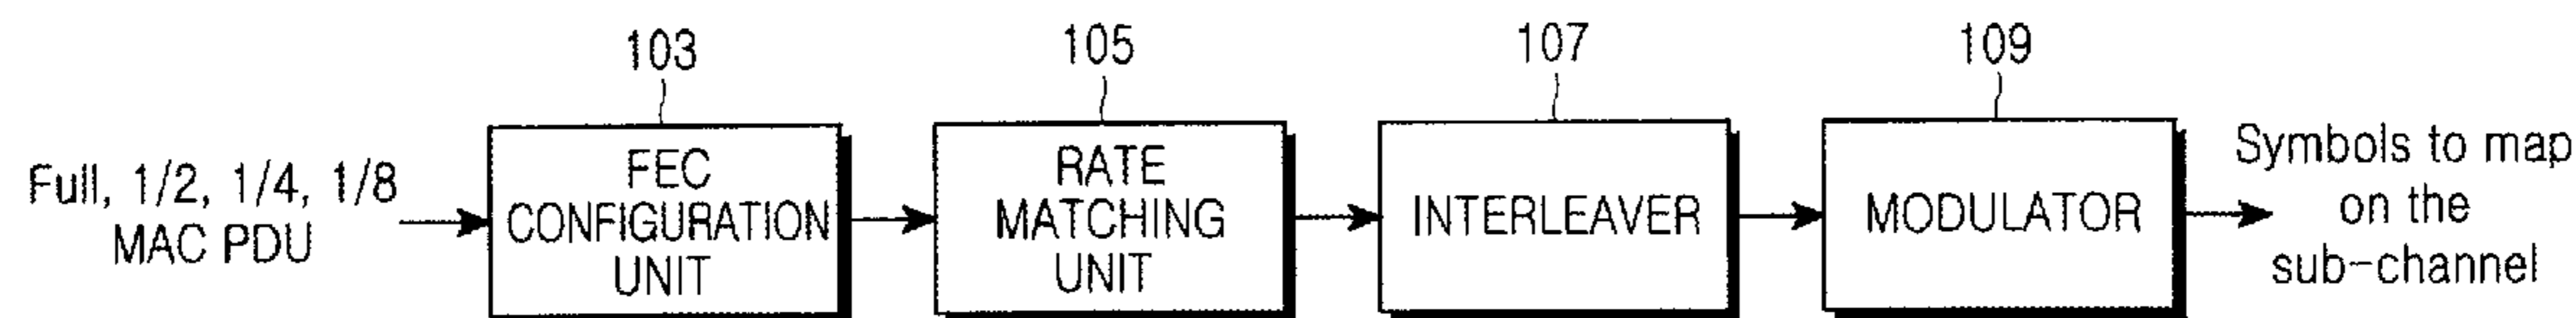 103
105
107
109
Full, 1/2, 1/4, 1/8
MAC PDU
FEC
CONFIGURATION
UNIT
RATE
MATCHING
UNIT
INTERLEAVER
MODULATOR
Symbols to map
on the
sub-channel